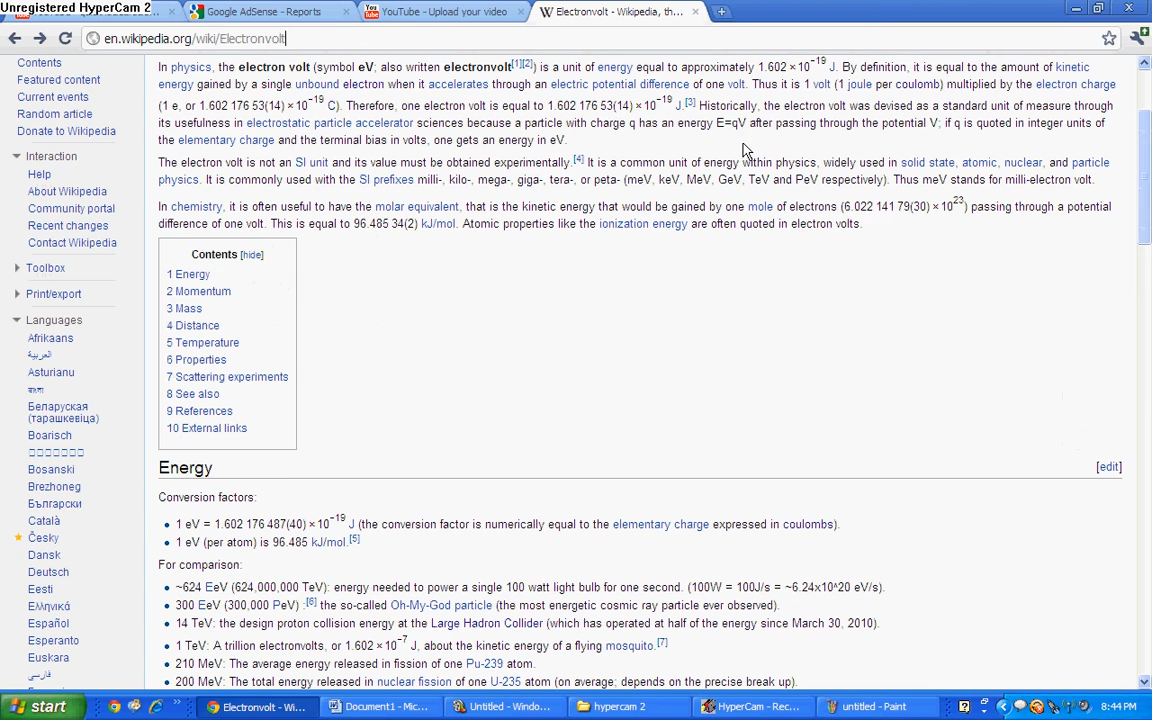 Unregistered HyperCam 2
Google AdSense - Reports
YouTube - Upload your video
Electronvolt - Wikipedia, th...
en.wikipedia.org/wiki/Electronvolt
Contents
Featured content
Current events
Random article
Donate to Wikipedia
Interaction
Help
About Wikipedia
Community portal
Recent changes
Contact Wikipedia
Toolbox
Print/export
Languages
Afrikaans
العربية
Asturianu
বাংলা
Беларуская
(тарашкевіца)
Boarisch
Bosanski
Brezhoneg
Български
Català
Česky
Dansk
Deutsch
Eesti
Ελληνικά
Español
Esperanto
Euskara
فارسی
In physics, the electron volt (symbol eV; also written electronvolt[1][2]) is a unit of energy equal to approximately 1.602×10−19 J. By definition, it is equal to the amount of kinetic
energy gained by a single unbound electron when it accelerates through an electric potential difference of one volt. Thus it is 1 volt (1 joule per coulomb) multiplied by the electron charge
(1 e, or 1.602 176 53(14)×10−19 C). Therefore, one electron volt is equal to 1.602 176 53(14)×10−19 J.[3] Historically, the electron volt was devised as a standard unit of measure through
its usefulness in electrostatic particle accelerator sciences because a particle with charge q has an energy E=qV after passing through the potential V; if q is quoted in integer units of
the elementary charge and the terminal bias in volts, one gets an energy in eV.
The electron volt is not an SI unit and its value must be obtained experimentally.[4] It is a common unit of energy within physics, widely used in solid state, atomic, nuclear, and particle
physics. It is commonly used with the SI prefixes milli-, kilo-, mega-, giga-, tera-, or peta- (meV, keV, MeV, GeV, TeV and PeV respectively). Thus meV stands for milli-electron volt.
In chemistry, it is often useful to have the molar equivalent, that is the kinetic energy that would be gained by one mole of electrons (6.022 141 79(30)×1023) passing through a potential
difference of one volt. This is equal to 96.485 34(2) kJ/mol. Atomic properties like the ionization energy are often quoted in electron volts.
Contents [hide]
1 Energy
2 Momentum
3 Mass
4 Distance
5 Temperature
6 Properties
7 Scattering experiments
8 See also
9 References
10 External links
Energy
[edit]
Conversion factors:
1 eV = 1.602 176 487(40)×10−19 J (the conversion factor is numerically equal to the elementary charge expressed in coulombs).
1 eV (per atom) is 96.485 kJ/mol.[5]
For comparison:
~624 EeV (624,000,000 TeV): energy needed to power a single 100 watt light bulb for one second. (100W = 100J/s = ~6.24x10^20 eV/s).
300 EeV (300,000 PeV) :[6] the so-called Oh-My-God particle (the most energetic cosmic ray particle ever observed).
14 TeV: the design proton collision energy at the Large Hadron Collider (which has operated at half of the energy since March 30, 2010).
1 TeV: A trillion electronvolts, or 1.602×10−7 J, about the kinetic energy of a flying mosquito.[7]
210 MeV: The average energy released in fission of one Pu-239 atom.
200 MeV: The total energy released in nuclear fission of one U-235 atom (on average; depends on the precise break up).
start
Electronvolt - Wi...
Document1 - Mic...
Untitled - Windo...
hypercam 2
HyperCam - Rec...
untitled - Paint
8:44 PM